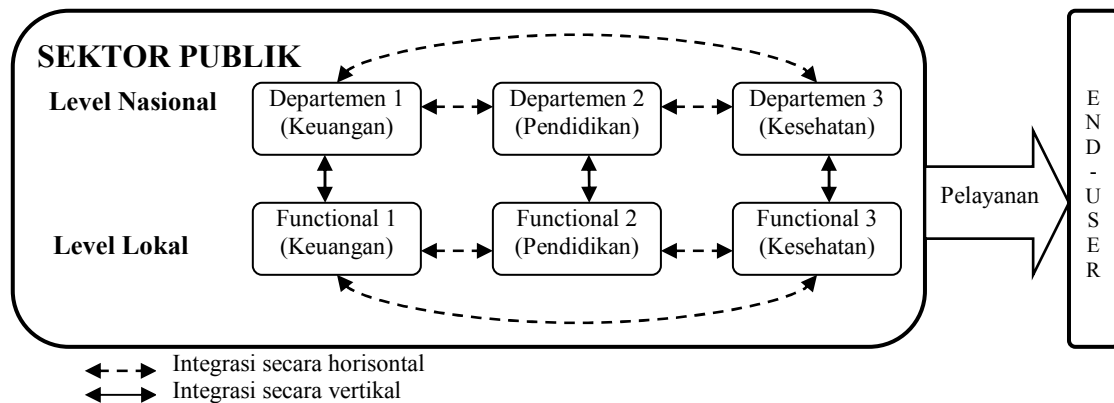 SEKTOR PUBLIK
Level Nasional
Departemen 1
(Keuangan)
Departemen 2
(Pendidikan)
Departemen 3
(Kesehatan)
Level Lokal
Functional 1
(Keuangan)
Functional 2
(Pendidikan)
Functional 3
(Kesehatan)
Pelayanan
E
N
D
-
U
S
E
R
Integrasi secara horisontal
Integrasi secara vertikal